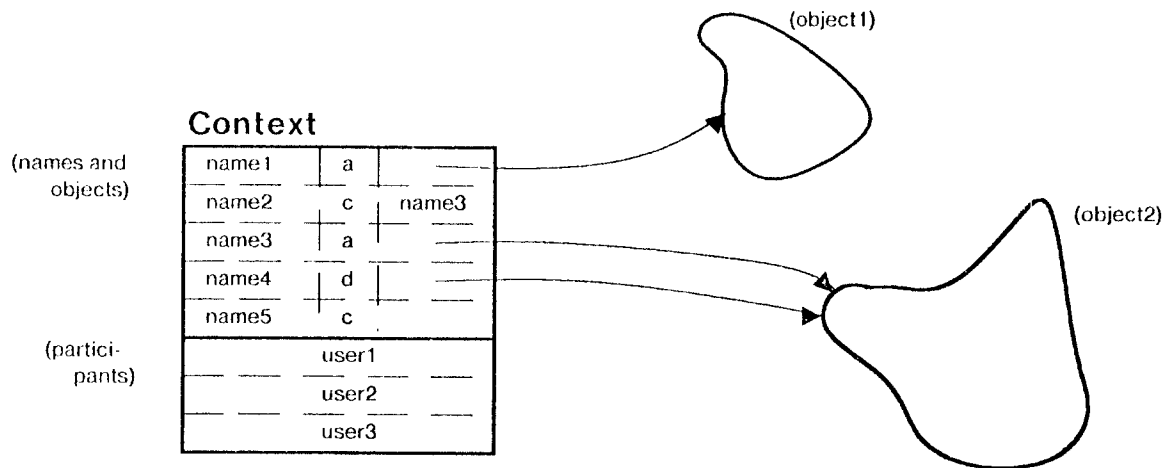 (object1)
Context
(names and
objects)
name1 a
name2 c name3
name3 a
name4 d
name5 c
(object2)
(partici-
pants)
user1
user2
user3